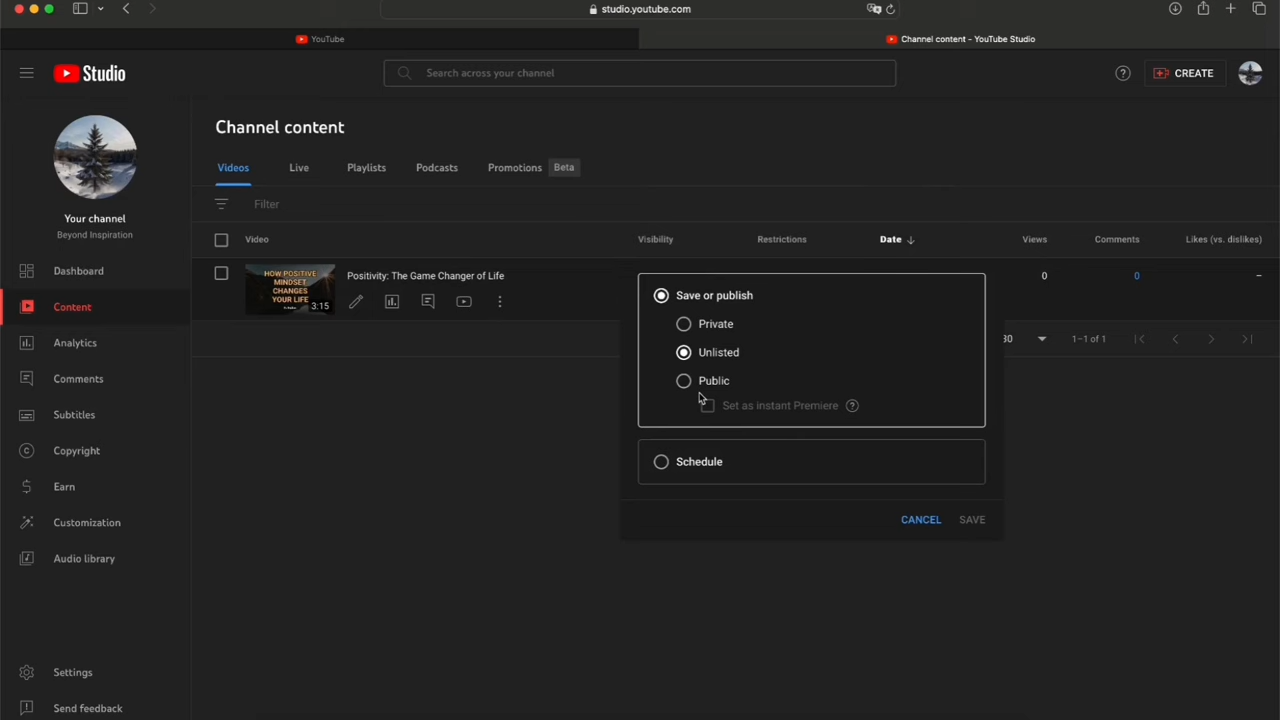 studio.youtube.com
YouTube
Channel content - YouTube Studio
Studio
Search across your channel
CREATE
Channel content
Videos
Live
Playlists
Podcasts
Promotions
Beta
Your channel
Beyond Inspiration
Filter
Video
Visibility
Restrictions
Date
Views
Comments
Likes (vs. dislikes)
HOW POSITIVE
MINDSET
CHANGES
YOUR LIFE
3:15
Positivity: The Game Changer of Life
0
0
–
Save or publish
Private
Unlisted
Public
Set as instant Premiere
Schedule
CANCEL
SAVE
30
1–1 of 1
Dashboard
Content
Analytics
Comments
Subtitles
Copyright
Earn
Customization
Audio library
Settings
Send feedback